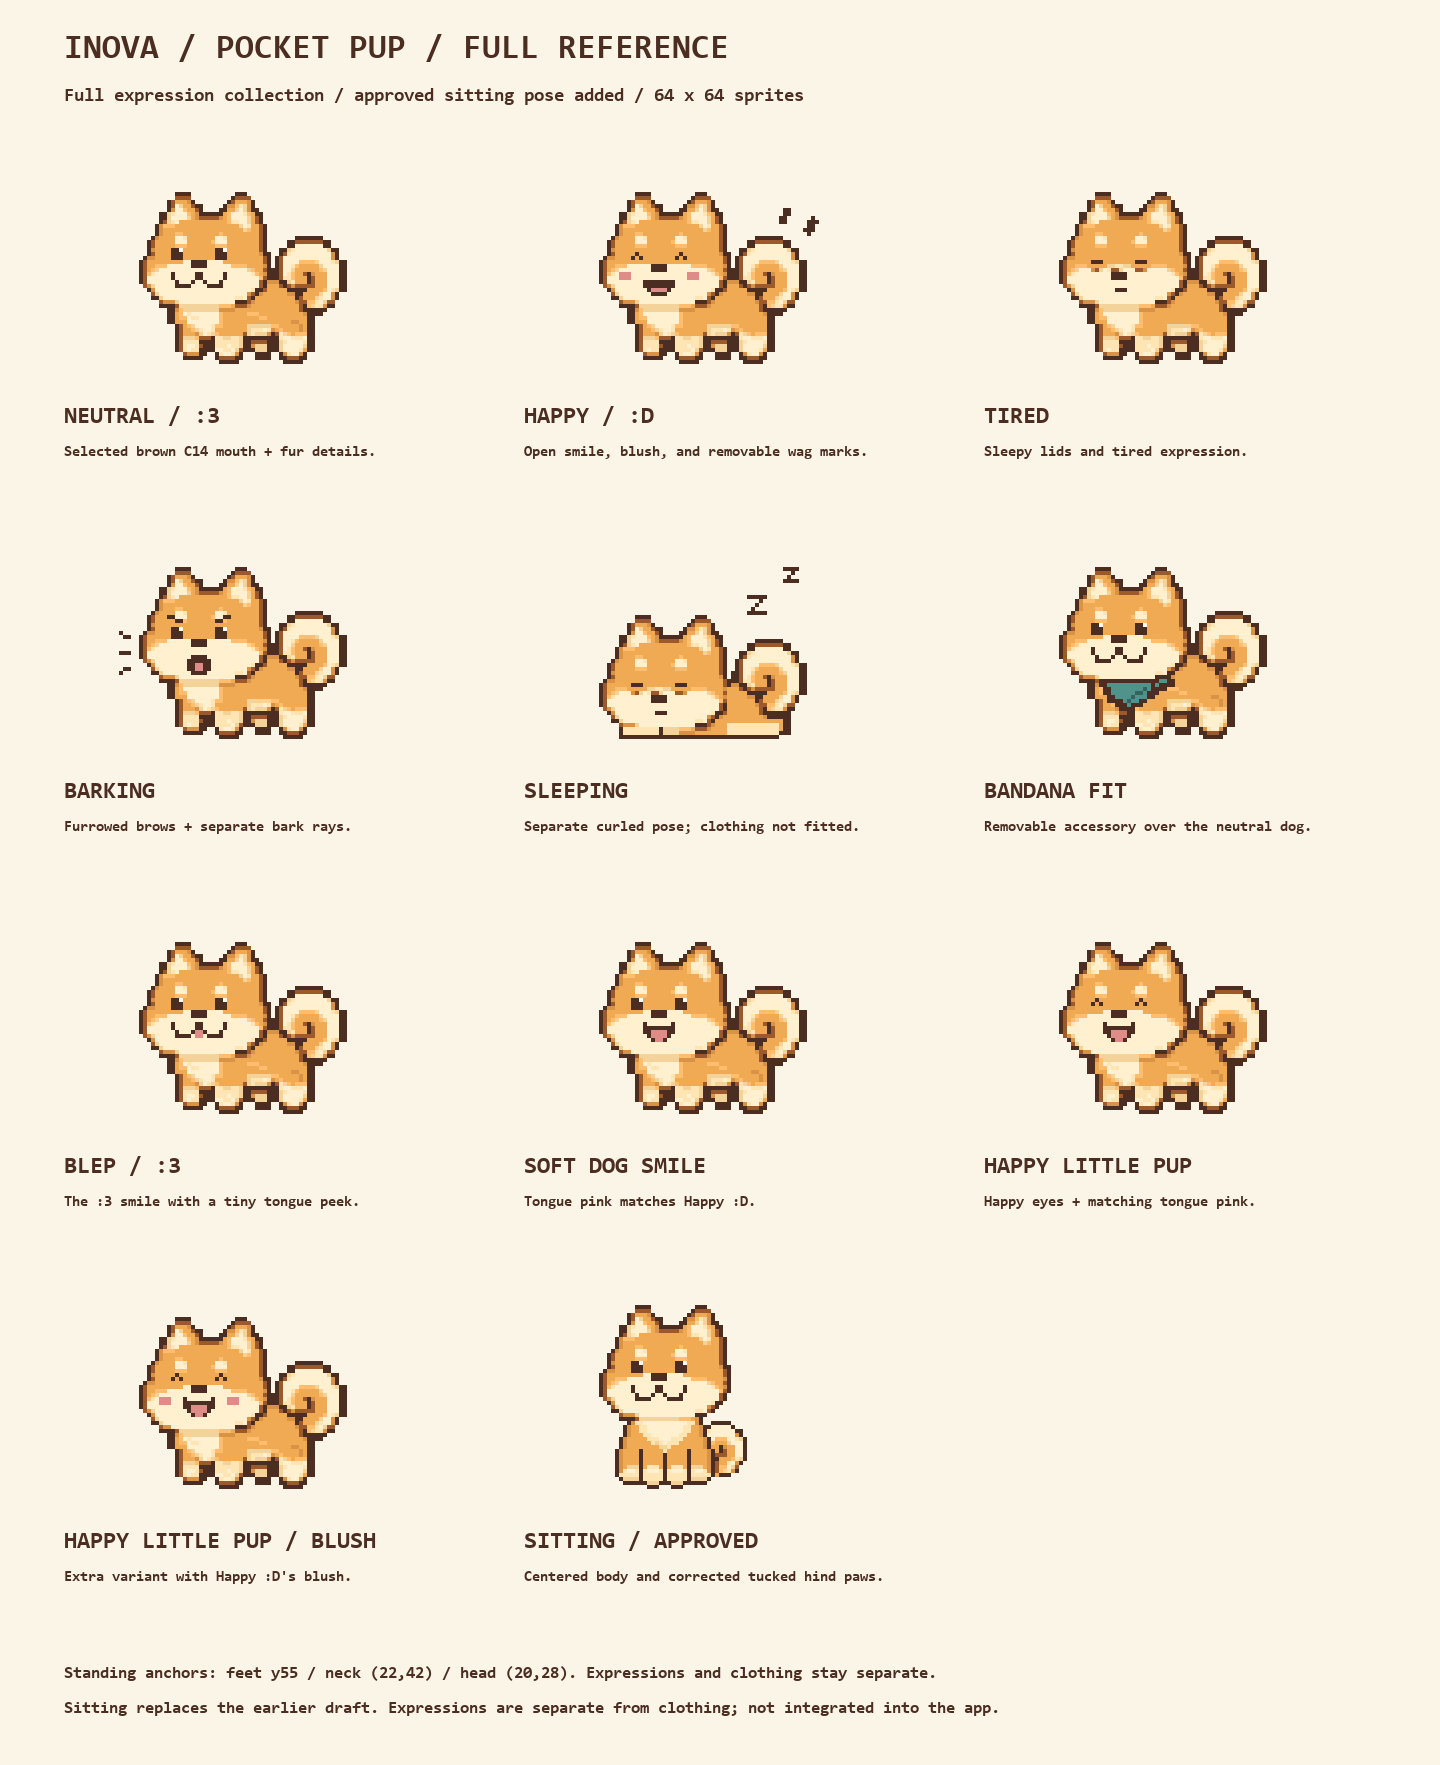 INOVA / POCKET PUP / FULL REFERENCE
Full expression collection / approved sitting pose added / 64 x 64 sprites
NEUTRAL / :3
Selected brown C14 mouth + fur details.
HAPPY / :D
Open smile, blush, and removable wag marks.
TIRED
Sleepy lids and tired expression.
z
z
BARKING
Furrowed brows + separate bark rays.
SLEEPING
Separate curled pose; clothing not fitted.
BANDANA FIT
Removable accessory over the neutral dog.
BLEP / :3
The :3 smile with a tiny tongue peek.
SOFT DOG SMILE
Tongue pink matches Happy :D.
HAPPY LITTLE PUP
Happy eyes + matching tongue pink.
HAPPY LITTLE PUP / BLUSH
Extra variant with Happy :D's blush.
SITTING / APPROVED
Centered body and corrected tucked hind paws.
Standing anchors: feet y55 / neck (22,42) / head (20,28). Expressions and clothing stay separate.
Sitting replaces the earlier draft. Expressions are separate from clothing; not integrated into the app.